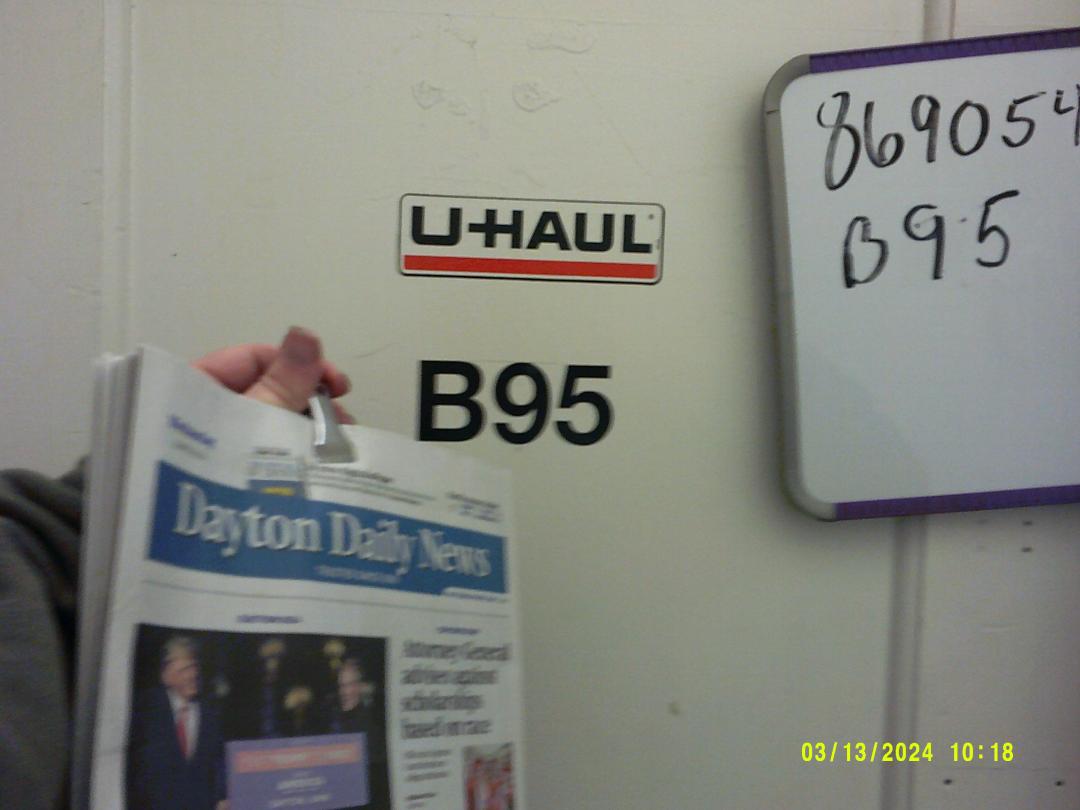 869054
B95
U-HAUL
B95
Dayton Daily News
Attorney General
advises against
scholarships
based on race
03/13/2024 10:18